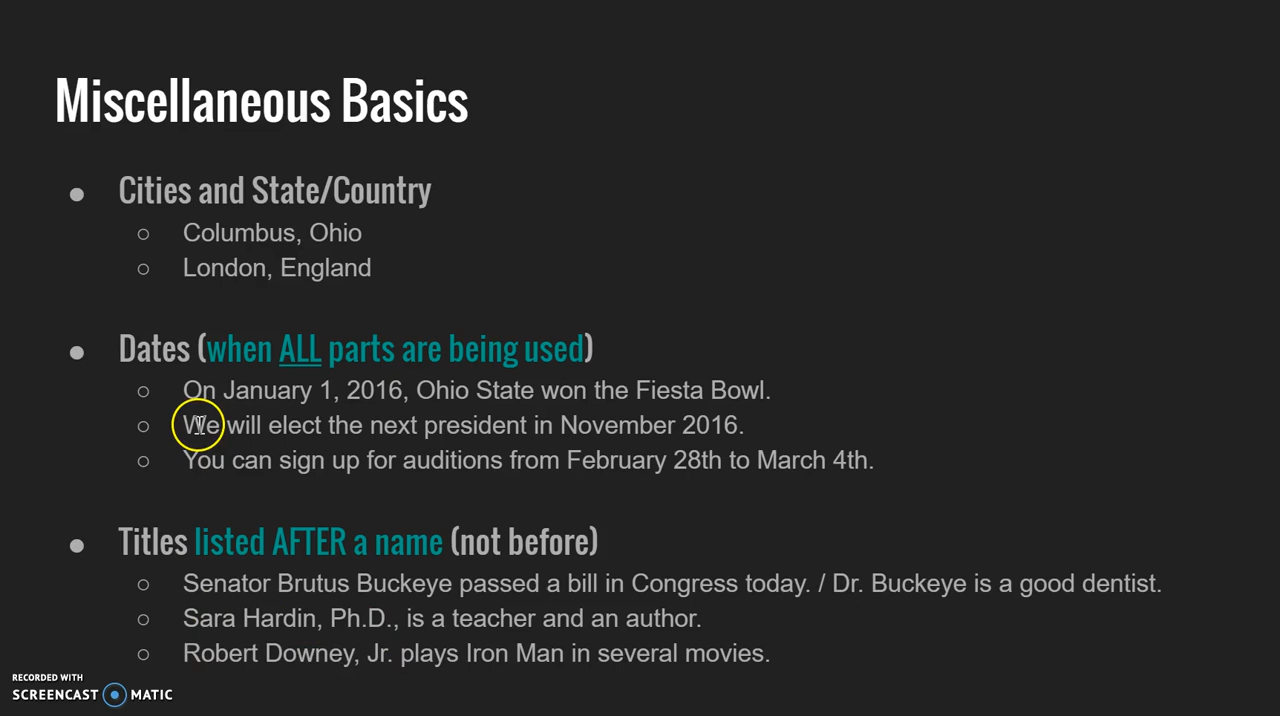 Miscellaneous Basics
● Cities and State/Country
○ Columbus, Ohio
○ London, England
● Dates (when ALL parts are being used)
○ On January 1, 2016, Ohio State won the Fiesta Bowl.
○ We will elect the next president in November 2016.
○ You can sign up for auditions from February 28th to March 4th.
● Titles listed AFTER a name (not before)
○ Senator Brutus Buckeye passed a bill in Congress today. / Dr. Buckeye is a good dentist.
○ Sara Hardin, Ph.D., is a teacher and an author.
○ Robert Downey, Jr. plays Iron Man in several movies.
RECORDED WITH
SCREENCAST MATIC